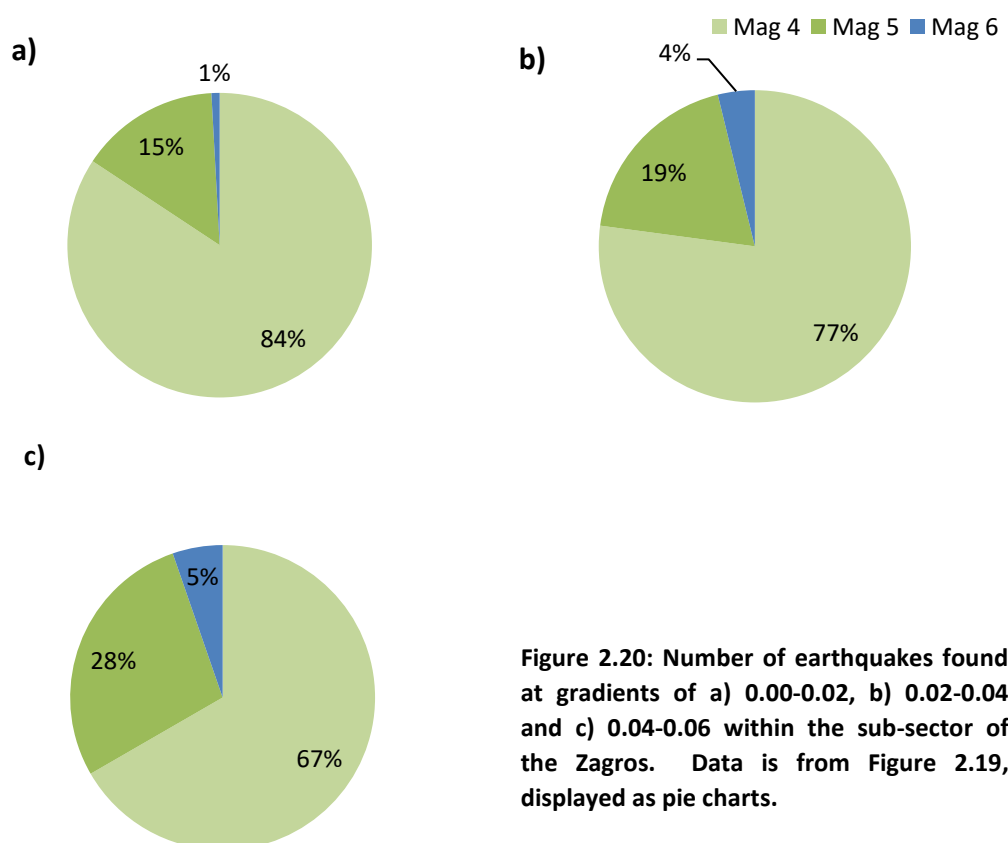 Mag 4 Mag 5 Mag 6
a)
1%
15%
84%
b)
4%
19%
77%
c)
5%
28%
67%
Figure 2.20: Number of earthquakes found
at gradients of a) 0.00-0.02, b) 0.02-0.04
and c) 0.04-0.06 within the sub-sector of
the Zagros. Data is from Figure 2.19,
displayed as pie charts.